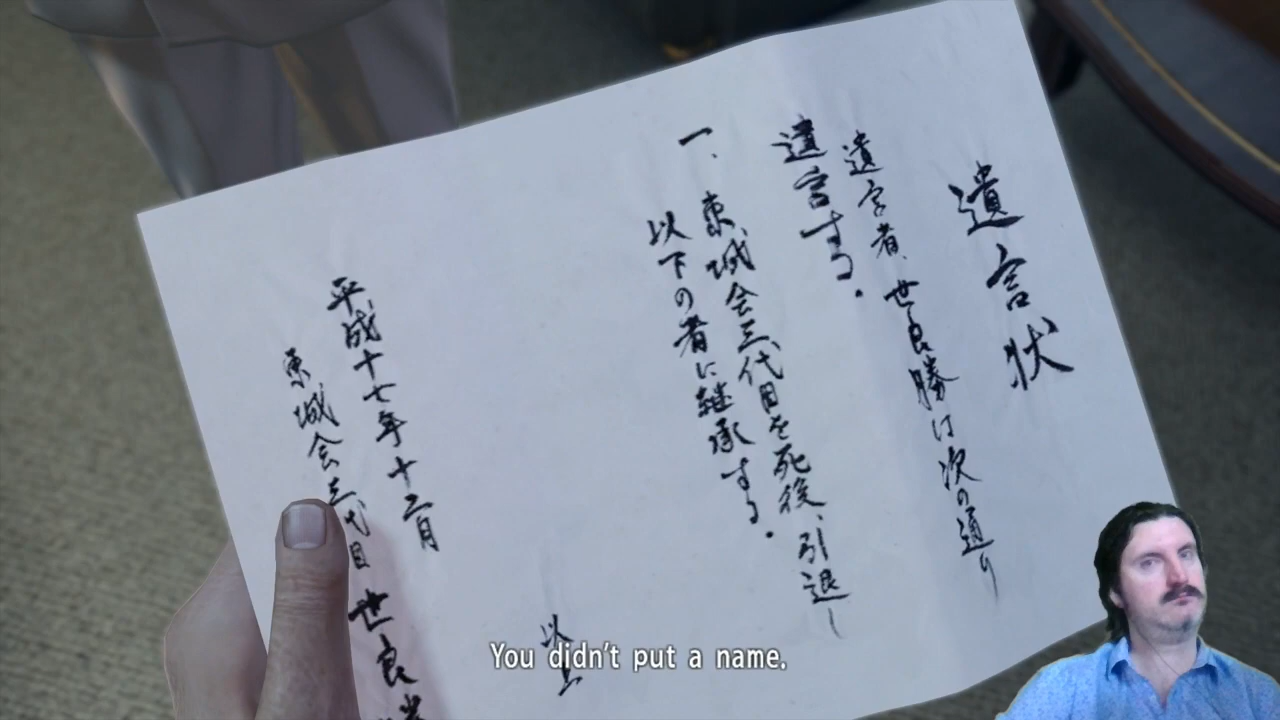 遺言状
遺言者、世良勝は次の通り
遺言する。
一、東城会三代目を死後、引退し
以下の者に継承する。
以上
平成十七年十二月
東城会三代目 世良勝
You didn't put a name.